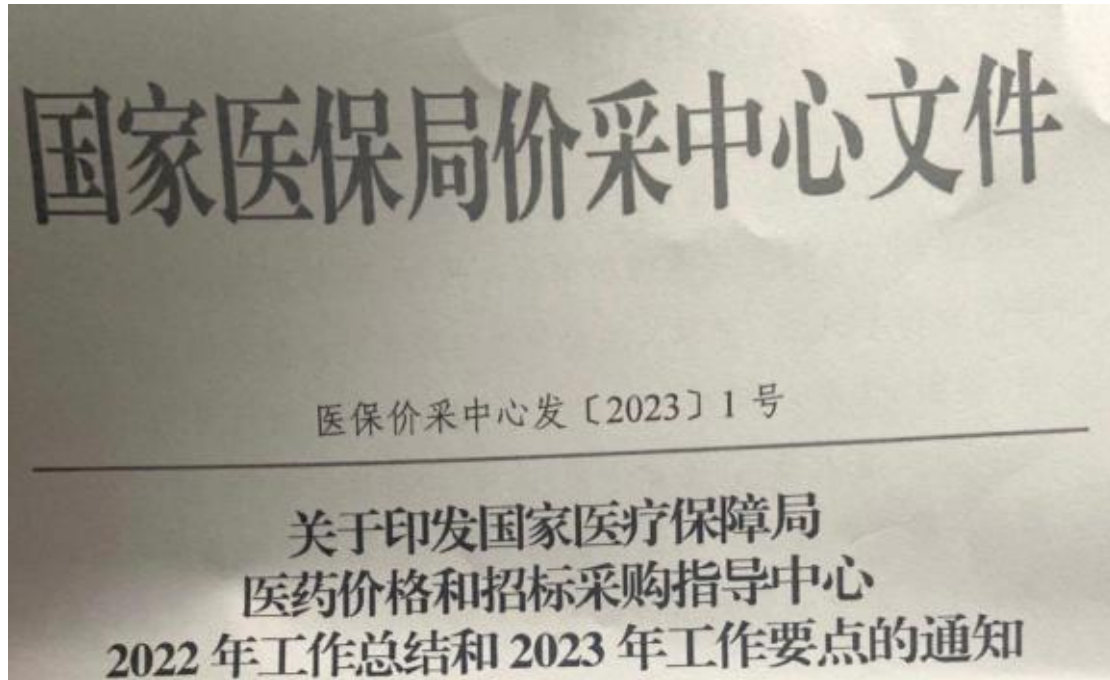 国家医保局价采中心文件
医保价采中心发〔2023〕1号
关于印发国家医疗保障局
医药价格和招标采购指导中心
2022年工作总结和2023年工作要点的通知